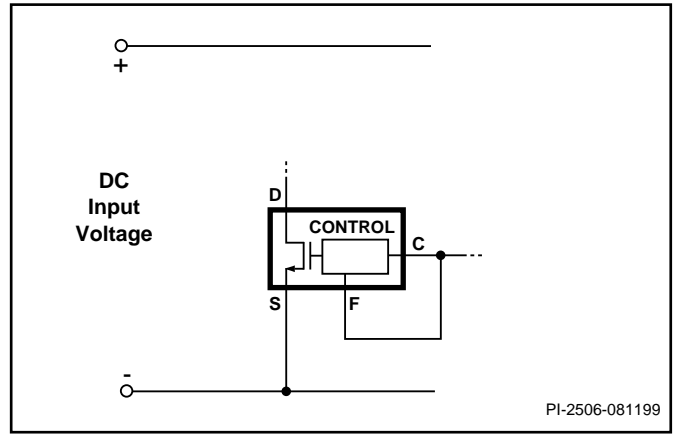 +
DC
Input
Voltage
D
CONTROL
C
S
F
-
PI-2506-081199